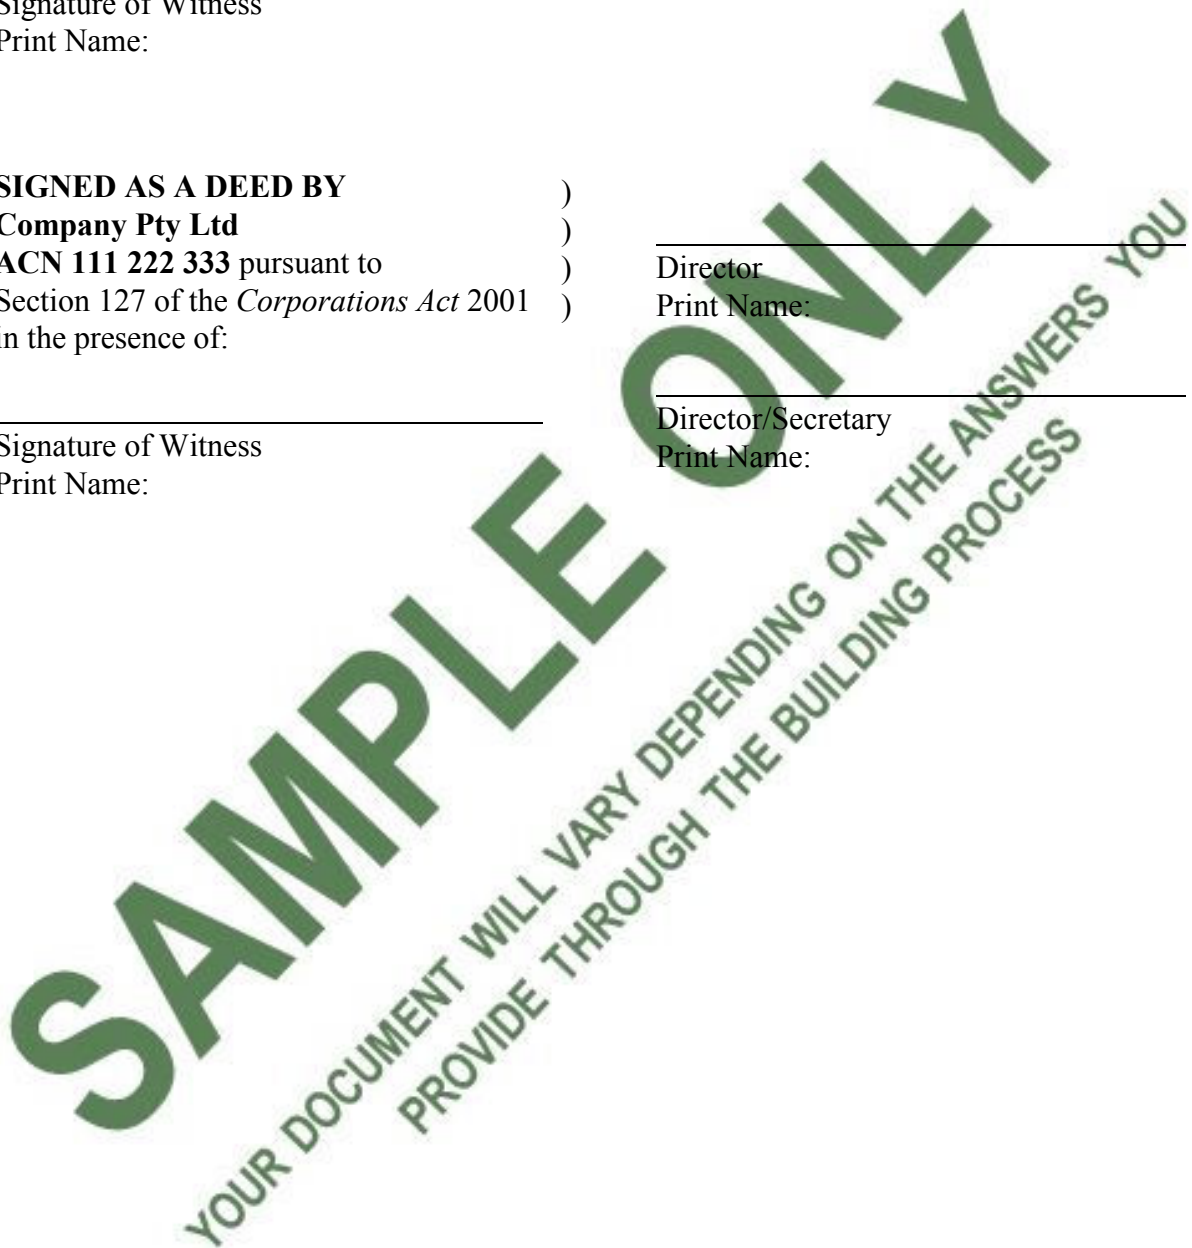 Signature of Witness
Print Name:
SIGNED AS A DEED BY )
Company Pty Ltd )
ACN 111 222 333 pursuant to )
Section 127 of the Corporations Act 2001 )
in the presence of:
Signature of Witness
Print Name:
Director
Print Name:
Director/Secretary
Print Name:
SAMPLE ONLY
YOUR DOCUMENT WILL VARY DEPENDING ON THE ANSWERS YOU
PROVIDE THROUGH THE BUILDING PROCESS